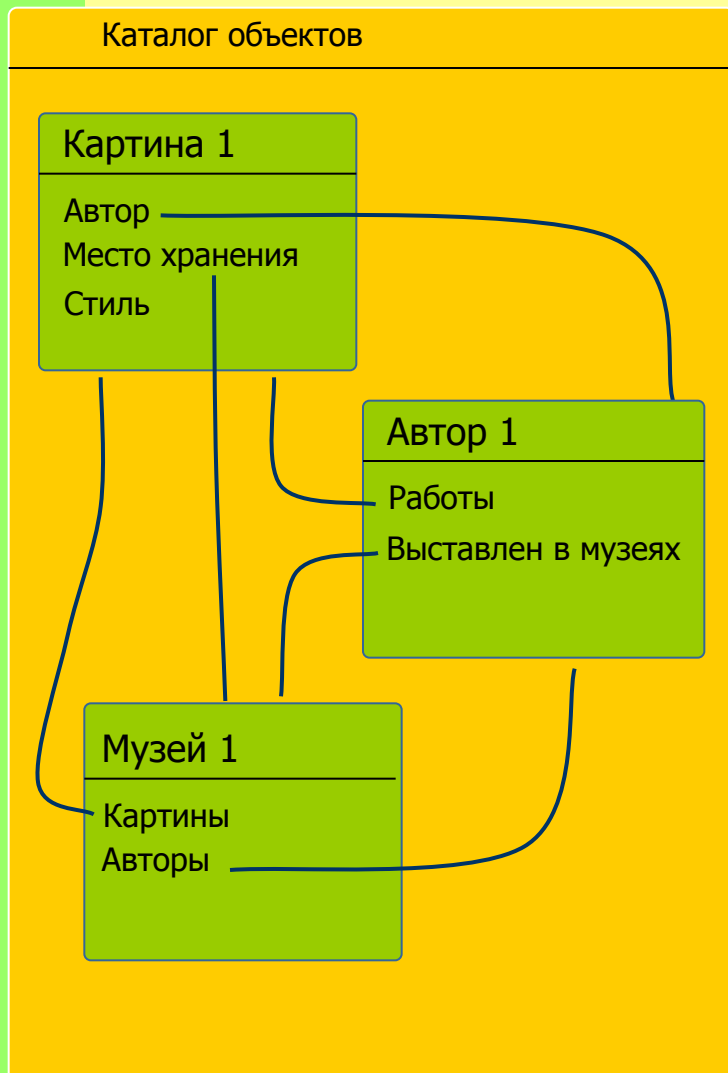 Каталог объектов
Картина 1
Автор
Место хранения
Стиль
Автор 1
Работы
Выставлен в музеях
Музей 1
Картины
Авторы